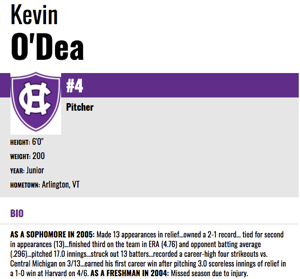 Kevin
O'Dea
#4
HC
Pitcher
HEIGHT: 6'0"
WEIGHT: 200
YEAR: Junior
HOMETOWN: Arlington, VT
BIO
AS A SOPHOMORE IN 2005: Made 13 appearances in relief...owned a 2-1 record... tied for second
in appearances (13)...finished third on the team in ERA (4.76) and opponent batting average
(.296)...pitched 17.0 innings...struck out 13 batters...recorded a career-high four strikeouts vs.
Central Michigan on 3/13...earned his first career win after pitching 3.0 scoreless innings of relief in
a 1-0 win at Harvard on 4/6. AS A FRESHMAN IN 2004: Missed season due to injury.